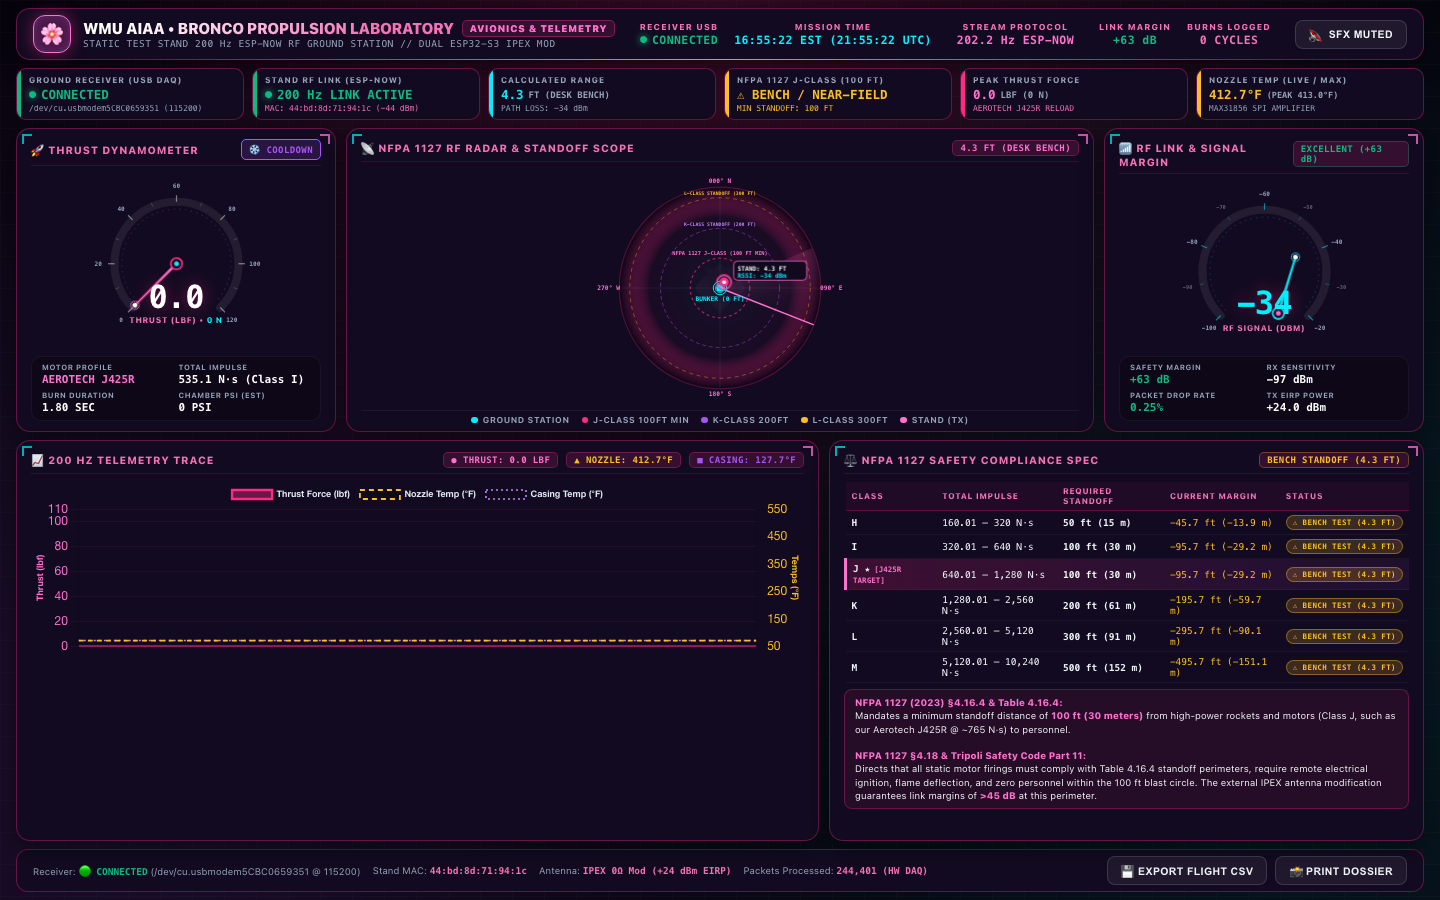 WMU AIAA • BRONCO PROPULSION LABORATORY
AVIONICS & TELEMETRY
STATIC TEST STAND 200 Hz ESP-NOW RF GROUND STATION // DUAL ESP32-S3 IPEX MOD
RECEIVER USB
CONNECTED
MISSION TIME
16:55:22 EST (21:55:22 UTC)
STREAM PROTOCOL
202.2 Hz ESP-NOW
LINK MARGIN
+63 dB
BURNS LOGGED
0 CYCLES
SFX MUTED
GROUND RECEIVER (USB DAQ)
CONNECTED
/dev/cu.usbmodem5CBC0659351 (115200)
STAND RF LINK (ESP-NOW)
200 Hz LINK ACTIVE
MAC: 44:bd:8d:71:94:1c (-44 dBm)
CALCULATED RANGE
4.3 FT (DESK BENCH)
PATH LOSS: -34 dBm
NFPA 1127 J-CLASS (100 FT)
⚠ BENCH / NEAR-FIELD
MIN STANDOFF: 100 FT
PEAK THRUST FORCE
0.0 LBF (0 N)
AEROTECH J425R RELOAD
NOZZLE TEMP (LIVE / MAX)
412.7°F (PEAK 413.0°F)
MAX31856 SPI AMPLIFIER
🚀 THRUST DYNAMOMETER
❄️ COOLDOWN
60
40
80
20
100
0.0
0
THRUST (LBF) • 0 N
120
MOTOR PROFILE
AEROTECH J425R
TOTAL IMPULSE
535.1 N·s (Class I)
BURN DURATION
1.80 SEC
CHAMBER PSI (EST)
0 PSI
📡 NFPA 1127 RF RADAR & STANDOFF SCOPE
4.3 FT (DESK BENCH)
000° N
L-CLASS STANDOFF (300 FT)
K-CLASS STANDOFF (200 FT)
NFPA 1127 J-CLASS (100 FT MIN)
STAND: 4.3 FT
RSSI: -34 dBm
270° W
090° E
BUNKER (0 FT)
180° S
GROUND STATION
J-CLASS 100FT MIN
K-CLASS 200FT
L-CLASS 300FT
STAND (TX)
📶 RF LINK & SIGNAL MARGIN
EXCELLENT (+63 dB)
-60
-70
-50
-80
-40
-90
-30
-34
-100
RF SIGNAL (DBM)
-20
SAFETY MARGIN
+63 dB
RX SENSITIVITY
-97 dBm
PACKET DROP RATE
0.25%
TX EIRP POWER
+24.0 dBm
📈 200 HZ TELEMETRY TRACE
● THRUST: 0.0 LBF
▲ NOZZLE: 412.7°F
■ CASING: 127.7°F
Thrust Force (lbf)
Nozzle Temp (°F)
Casing Temp (°F)
110
100
80
60
40
20
0
Thrust (lbf)
550
450
350
250
150
50
Temps (°F)
⚖️ NFPA 1127 SAFETY COMPLIANCE SPEC
BENCH STANDOFF (4.3 FT)
CLASS TOTAL IMPULSE REQUIRED STANDOFF CURRENT MARGIN STATUS
H 160.01 – 320 N·s 50 ft (15 m) -45.7 ft (-13.9 m) ⚠ BENCH TEST (4.3 FT)
I 320.01 – 640 N·s 100 ft (30 m) -95.7 ft (-29.2 m) ⚠ BENCH TEST (4.3 FT)
J ★ [J425R TARGET] 640.01 – 1,280 N·s 100 ft (30 m) -95.7 ft (-29.2 m) ⚠ BENCH TEST (4.3 FT)
K 1,280.01 – 2,560 N·s 200 ft (61 m) -195.7 ft (-59.7 m) ⚠ BENCH TEST (4.3 FT)
L 2,560.01 – 5,120 N·s 300 ft (91 m) -295.7 ft (-90.1 m) ⚠ BENCH TEST (4.3 FT)
M 5,120.01 – 10,240 N·s 500 ft (152 m) -495.7 ft (-151.1 m) ⚠ BENCH TEST (4.3 FT)
NFPA 1127 (2023) §4.16.4 & Table 4.16.4:
Mandates a minimum standoff distance of 100 ft (30 meters) from high-power rockets and motors (Class J, such as
our Aerotech J425R @ ~765 N·s) to personnel.
NFPA 1127 §4.18 & Tripoli Safety Code Part 11:
Directs that all static motor firings must comply with Table 4.16.4 standoff perimeters, require remote electrical
ignition, flame deflection, and zero personnel within the 100 ft blast circle. The external IPEX antenna modification
guarantees link margins of >45 dB at this perimeter.
Receiver: 🟢 CONNECTED (/dev/cu.usbmodem5CBC0659351 @ 115200)
Stand MAC: 44:bd:8d:71:94:1c
Antenna: IPEX 0Ω Mod (+24 dBm EIRP)
Packets Processed: 244,401 (HW DAQ)
💾 EXPORT FLIGHT CSV
📸 PRINT DOSSIER